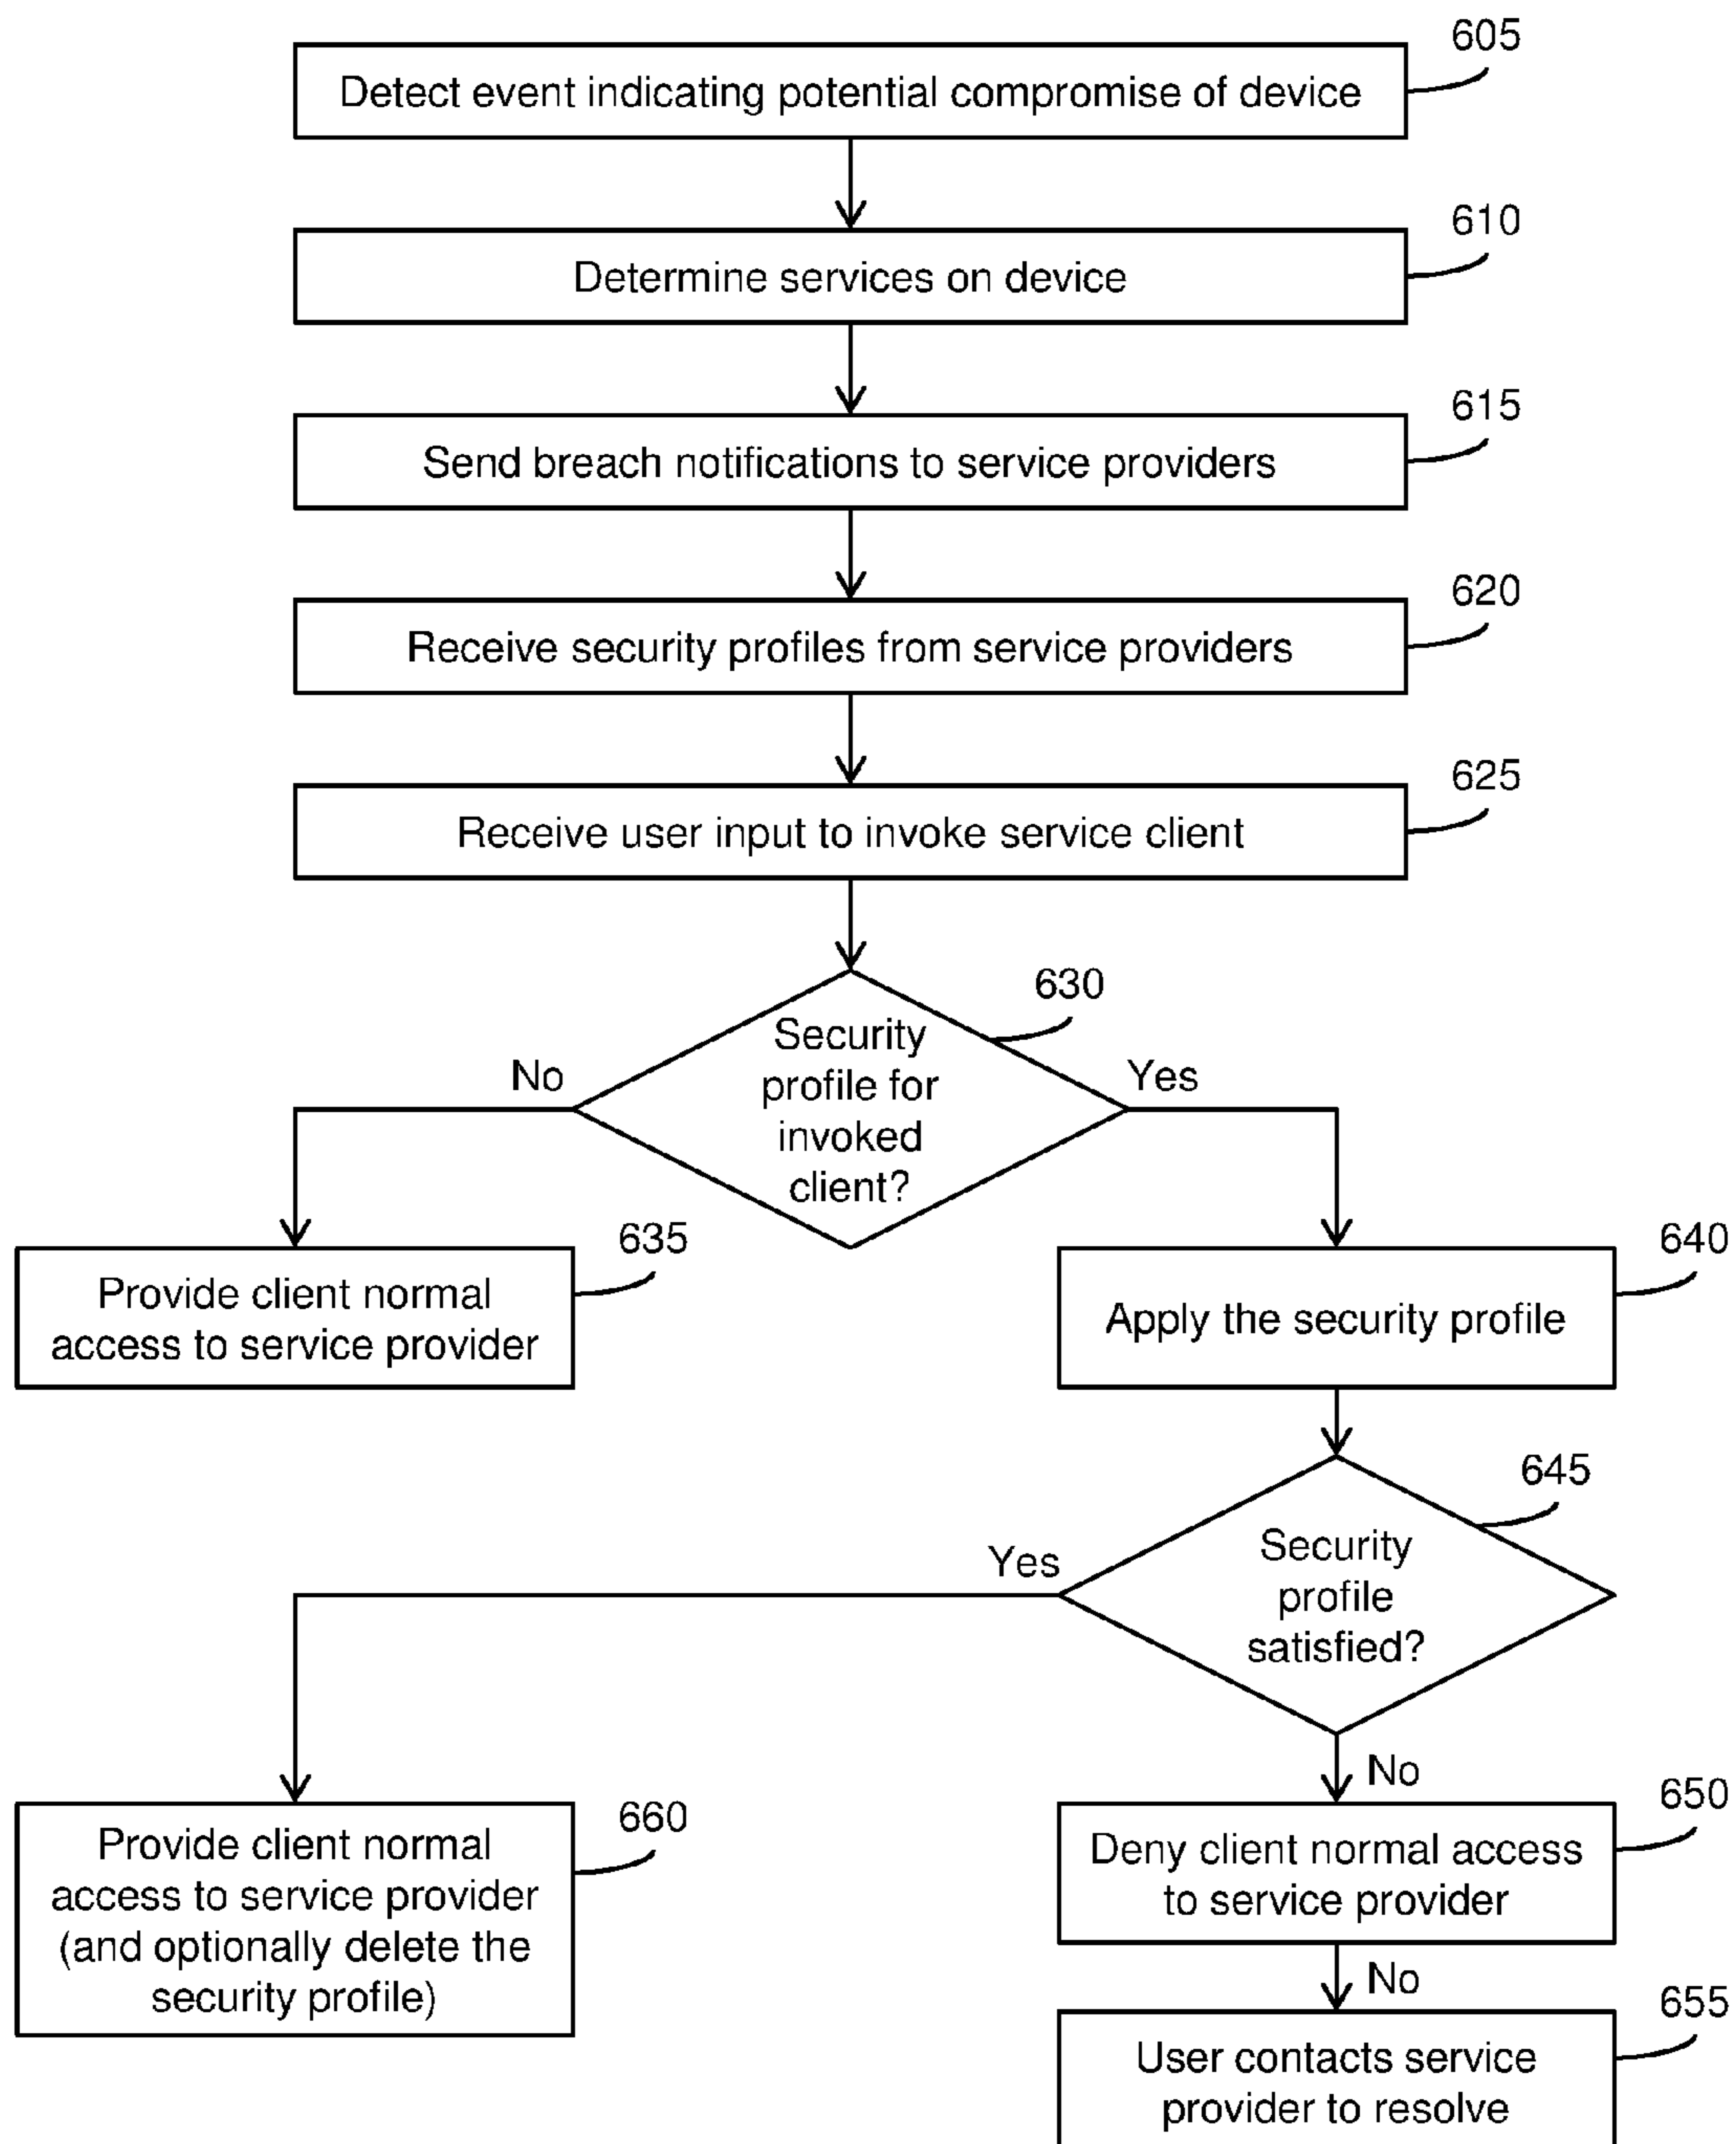 605
Detect event indicating potential compromise of device
610
Determine services on device
615
Send breach notifications to service providers
620
Receive security profiles from service providers
625
Receive user input to invoke service client
630
Security
profile for
invoked
client?
No
Yes
635
Provide client normal
access to service provider
640
Apply the security profile
645
Security
profile
satisfied?
Yes
No
660
Provide client normal
access to service provider
(and optionally delete the
security profile)
650
Deny client normal access
to service provider
No
655
User contacts service
provider to resolve